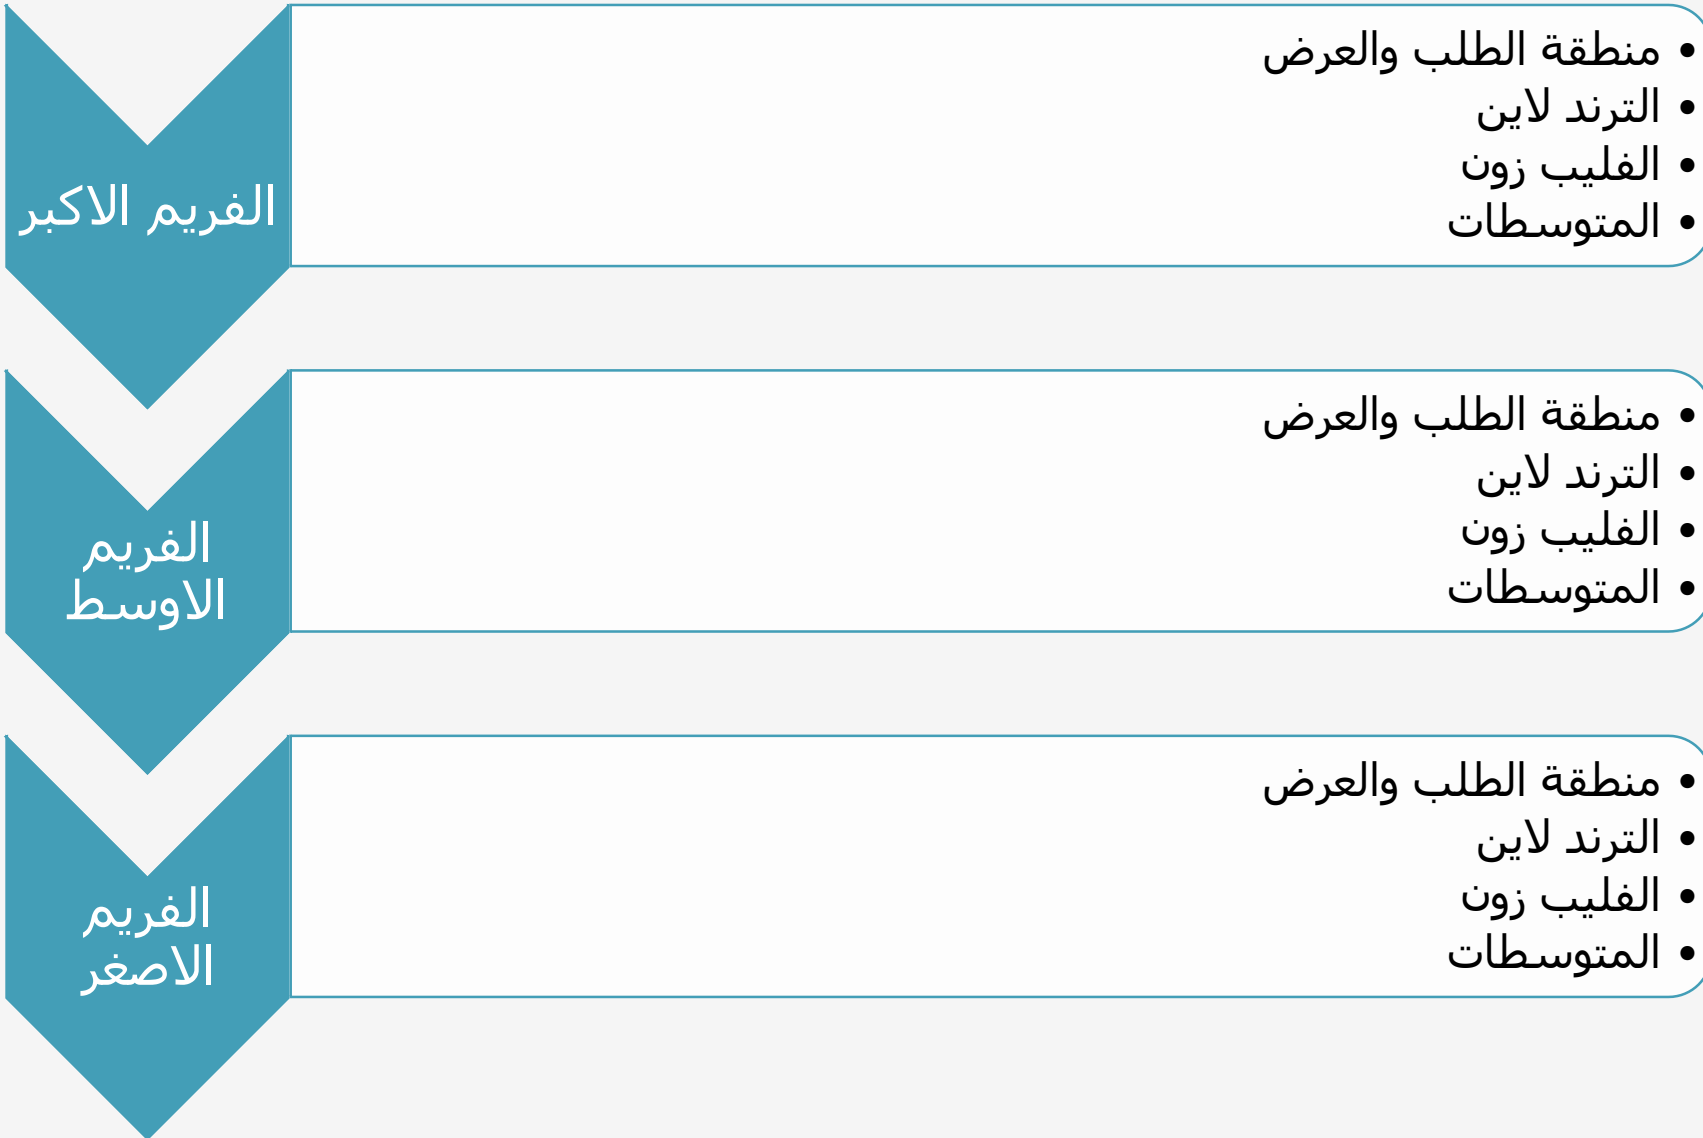 الفريم الاكبر
• منطقة الطلب والعرض
• الترند لاين
• الفليب زون
• المتوسطات
الفريم
الاوسط
• منطقة الطلب والعرض
• الترند لاين
• الفليب زون
• المتوسطات
الفريم
الاصغر
• منطقة الطلب والعرض
• الترند لاين
• الفليب زون
• المتوسطات